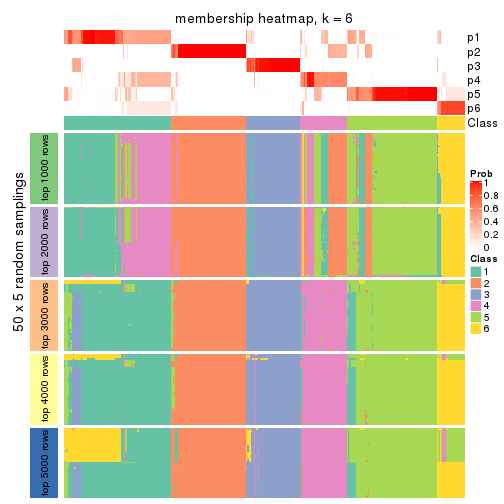 membership heatmap, k = 6
p1
p2
p3
p4
p5
p6
Class
50 x 5 random samplings
top 1000 rows
top 2000 rows
top 3000 rows
top 4000 rows
top 5000 rows
Prob
1
0.8
0.6
0.4
0.2
0
Class
1
2
3
4
5
6